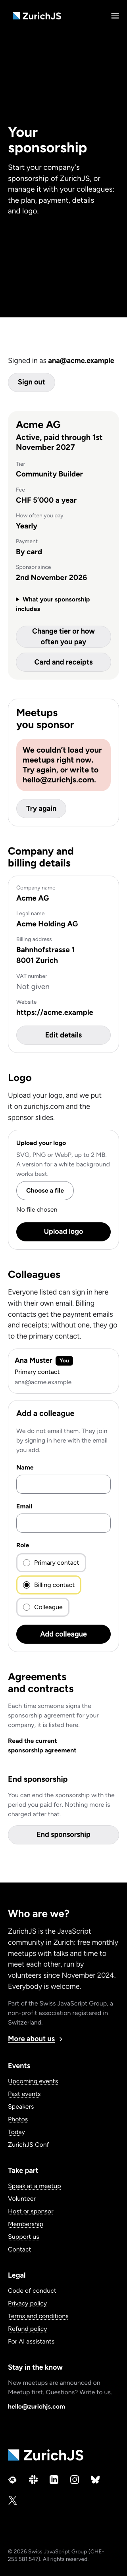 ZurichJS
Your
sponsorship
Start your company's
sponsorship of ZurichJS, or
manage it with your colleagues:
the plan, payment, details
and logo.
Signed in as ana@acme.example
Sign out
Acme AG
Active, paid through 1st
November 2027
Tier
Community Builder
Fee
CHF 5'000 a year
How often you pay
Yearly
Payment
By card
Sponsor since
2nd November 2026
What your sponsorship
includes
Change tier or how
often you pay
Card and receipts
Meetups
you sponsor
We couldn't load your
meetups right now.
Try again, or write to
hello@zurichjs.com.
Try again
Company and
billing details
Company name
Acme AG
Legal name
Acme Holding AG
Billing address
Bahnhofstrasse 1
8001 Zurich
VAT number
Not given
Website
https://acme.example
Edit details
Logo
Upload your logo, and we put
it on zurichjs.com and the
sponsor slides.
Upload your logo
SVG, PNG or WebP, up to 2 MB.
A version for a white background
works best.
Choose a file
No file chosen
Upload logo
Colleagues
Everyone listed can sign in here
with their own email. Billing
contacts get the payment emails
and receipts; without one, they go
to the primary contact.
Ana Muster You
Primary contact
ana@acme.example
Add a colleague
We do not email them. They join
by signing in here with the email
you add.
Name
Email
Role
Primary contact
Billing contact
Colleague
Add colleague
Agreements
and contracts
Each time someone signs the
sponsorship agreement for your
company, it is listed here.
Read the current
sponsorship agreement
End sponsorship
You can end the sponsorship with the
period you paid for. Nothing more is
charged after that.
End sponsorship
Who are we?
ZurichJS is the JavaScript
community in Zurich: free monthly
meetups with talks and time to
meet each other, run by
volunteers since November 2024.
Everybody is welcome.
Part of the Swiss JavaScript Group, a
non-profit association registered in
Switzerland.
More about us
Events
Upcoming events
Past events
Speakers
Photos
Today
ZurichJS Conf
Take part
Speak at a meetup
Volunteer
Host or sponsor
Membership
Support us
Contact
Legal
Code of conduct
Privacy policy
Terms and conditions
Refund policy
For AI assistants
Stay in the know
New meetups are announced on
Meetup first. Questions? Write to us.
hello@zurichjs.com
ZurichJS
© 2026 Swiss JavaScript Group (CHE-
255.581.547). All rights reserved.